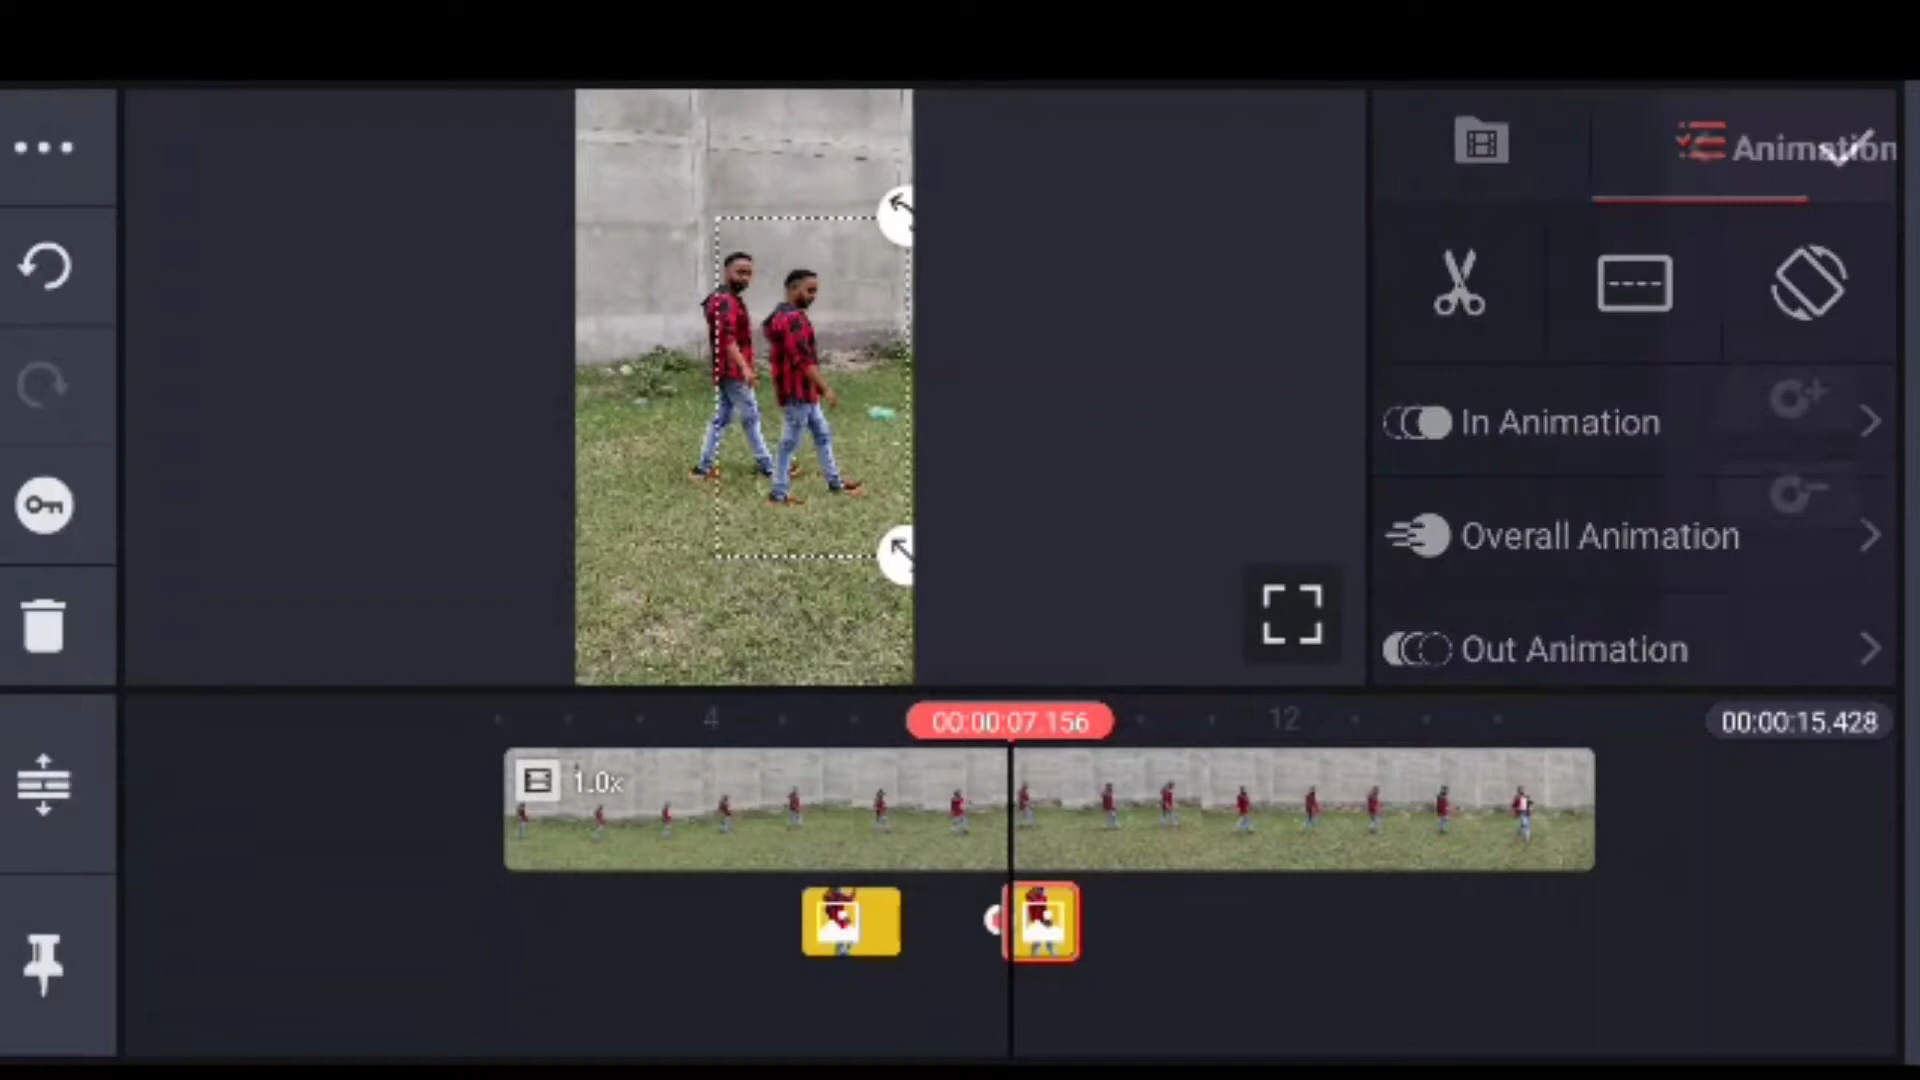 Animation
In Animation
Overall Animation
Out Animation
4
00:00:07.156
12
00:00:15.428
1.0x